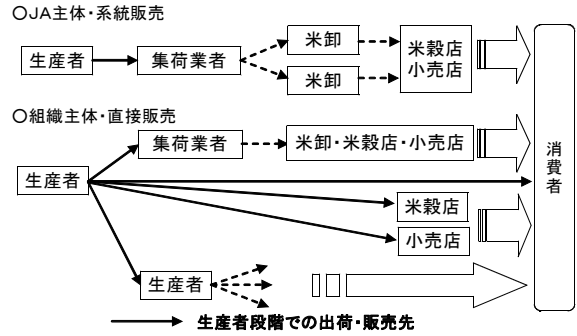 ○JA主体・系統販売
生産者
集荷業者
米卸
米卸
米穀店
小売店
○組織主体・直接販売
集荷業者
米卸・米穀店・小売店
生産者
米穀店
小売店
生産者
消費者
生産者段階での出荷・販売先